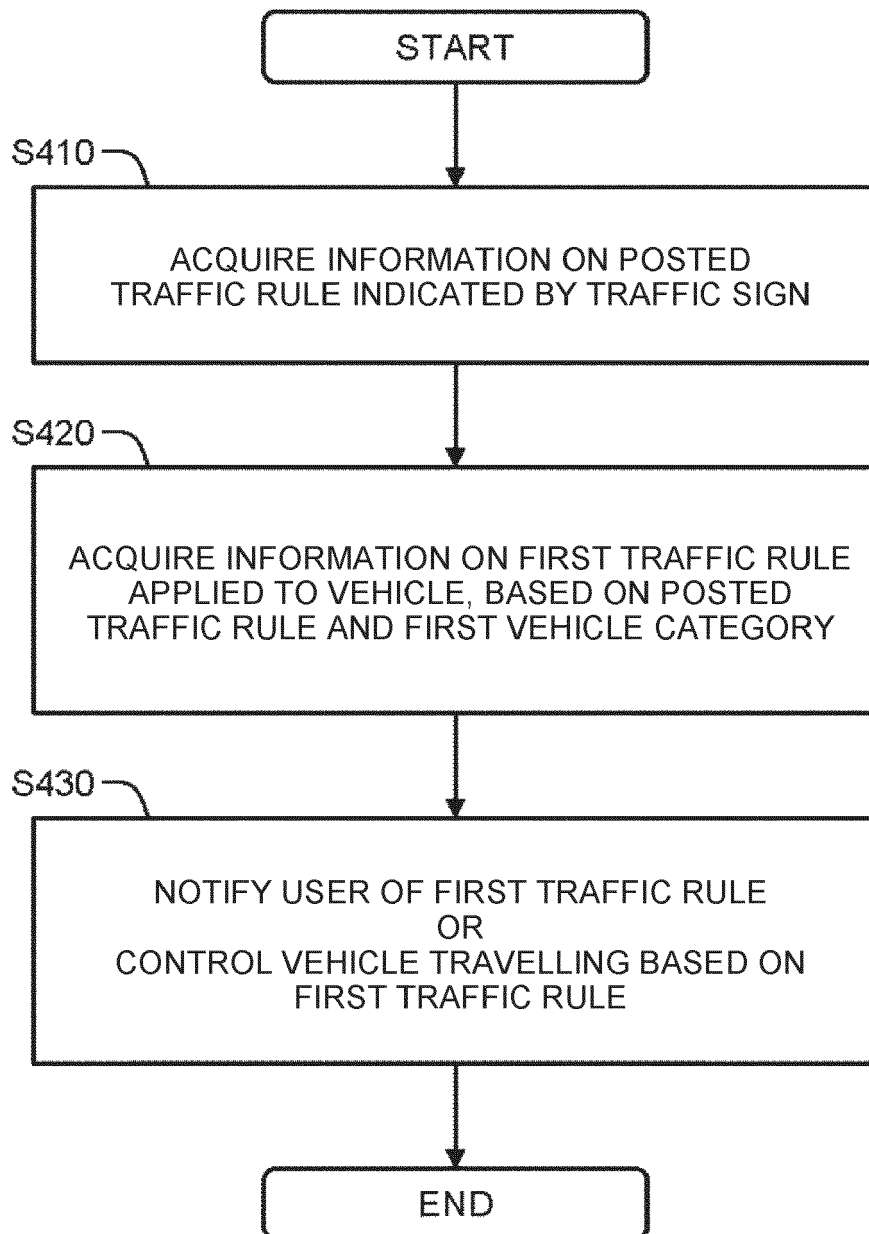 START
S410
ACQUIRE INFORMATION ON POSTED
TRAFFIC RULE INDICATED BY TRAFFIC SIGN
S420
ACQUIRE INFORMATION ON FIRST TRAFFIC RULE
APPLIED TO VEHICLE, BASED ON POSTED
TRAFFIC RULE AND FIRST VEHICLE CATEGORY
S430
NOTIFY USER OF FIRST TRAFFIC RULE
OR
CONTROL VEHICLE TRAVELLING BASED ON
FIRST TRAFFIC RULE
END